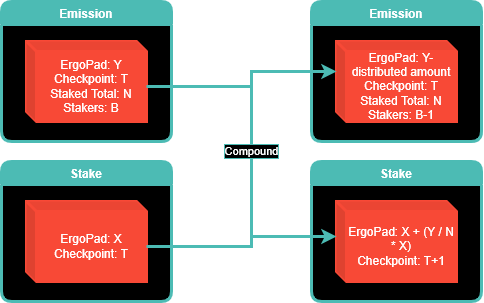 Emission
ErgoPad: Y
Checkpoint: T
Staked Total: N
Stakers: B
Emission
ErgoPad: Y-
distributed amount
Checkpoint: T
Staked Total: N
Stakers: B-1
Compound
Stake
ErgoPad: X
Checkpoint: T
Stake
ErgoPad: X + (Y / N
* X)
Checkpoint: T+1